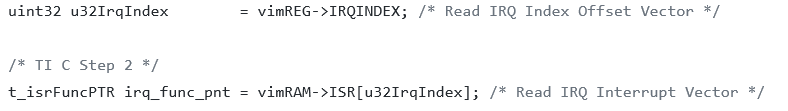 uint32 u32IrqIndex        = vimREG->IRQINDEX; /* Read IRQ Index Offset Vector */
/* TI C Step 2 */
t_isrFuncPTR irq_func_pnt = vimRAM->ISR[u32IrqIndex]; /* Read IRQ Interrupt Vector */